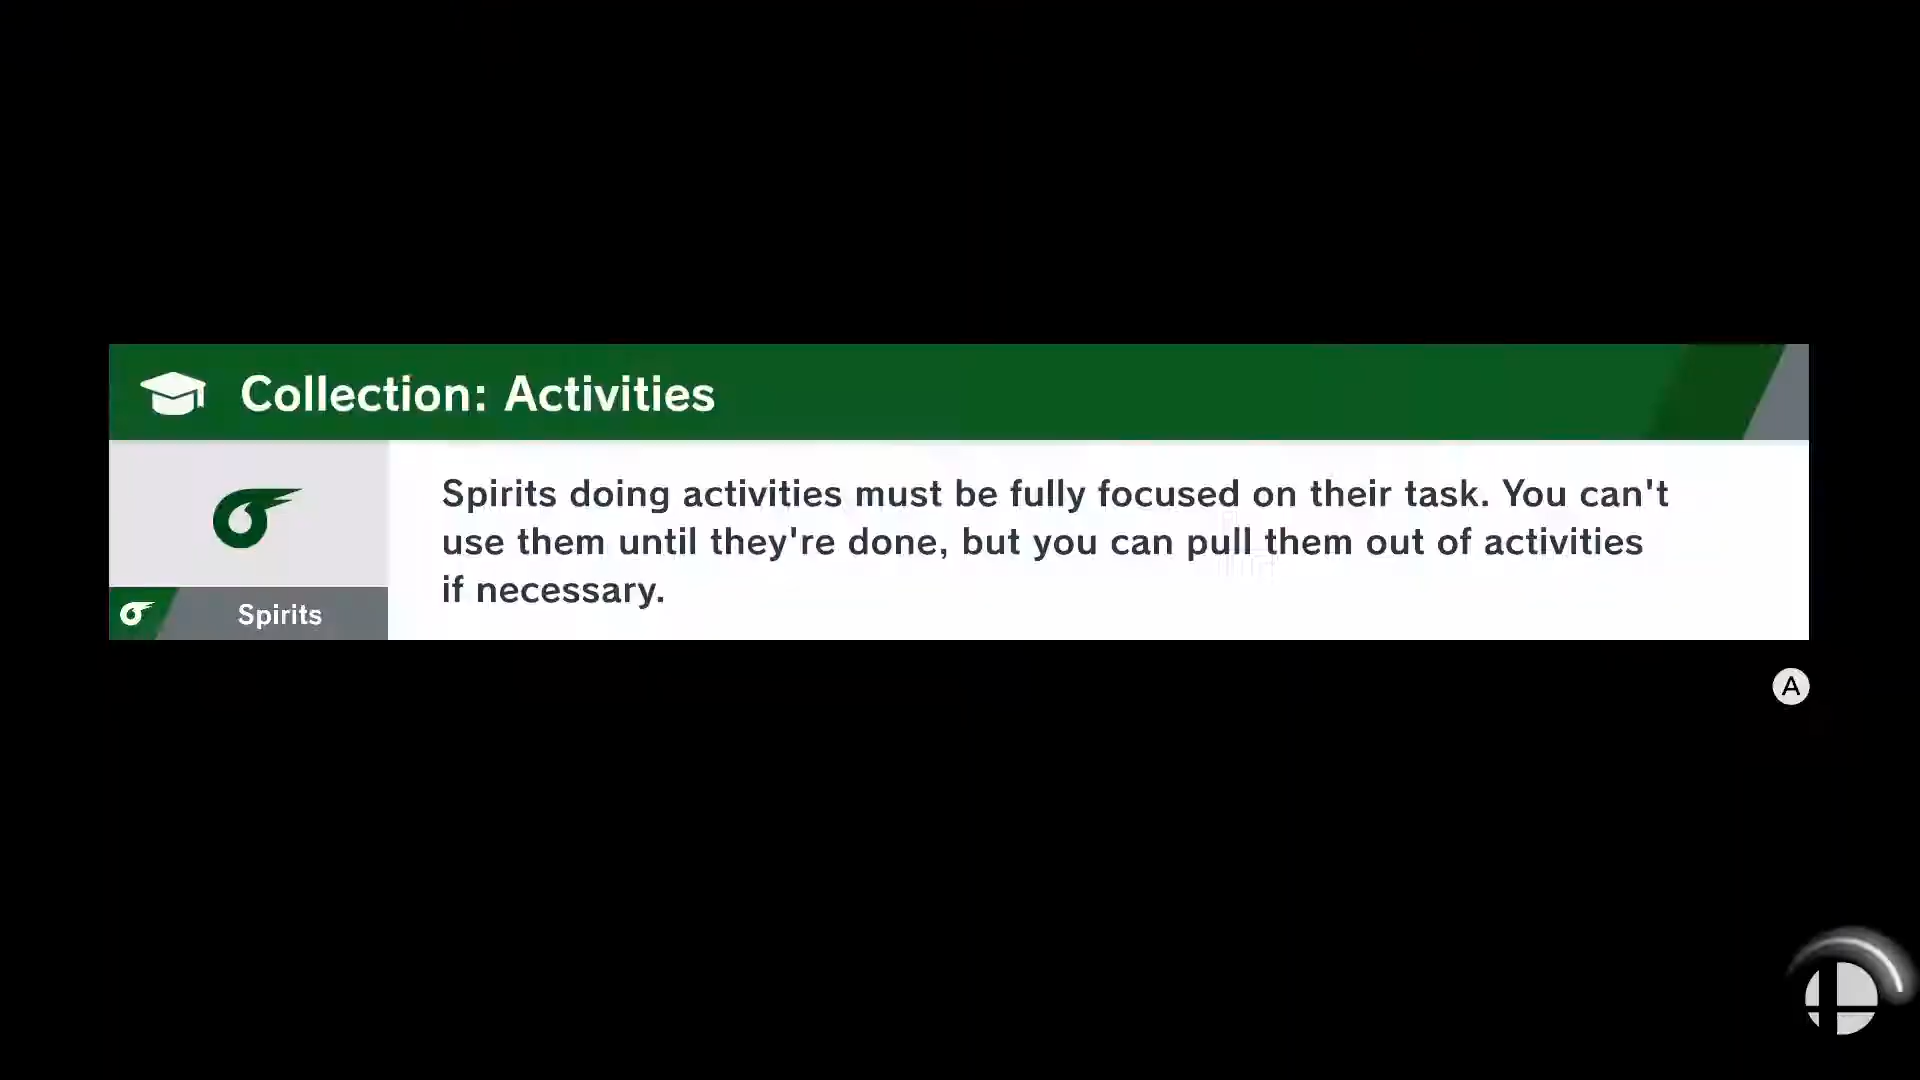 Collection: Activities
Spirits doing activities must be fully focused on their task. You can't
use them until they're done, but you can pull them out of activities
if necessary.
Spirits
A